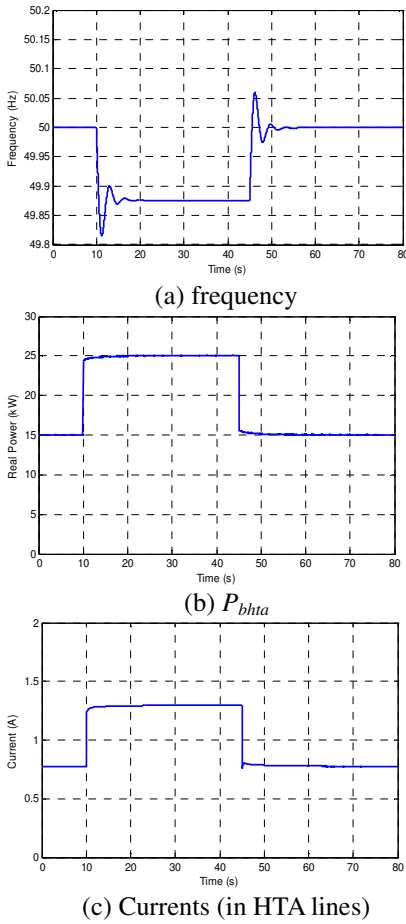 50.2
50.15
50.1
50.05
50
49.95
49.9
49.85
49.8
Frequency (Hz)
0 10 20 30 40 50 60 70 80
Time (s)
(a) frequency
30
25
20
15
10
5
0
Real Power (kW)
0 10 20 30 40 50 60 70 80
Time (s)
(b) Pbhta
2
1.5
1
0.5
0
Current (A)
0 10 20 30 40 50 60 70 80
Time (s)
(c) Currents (in HTA lines)